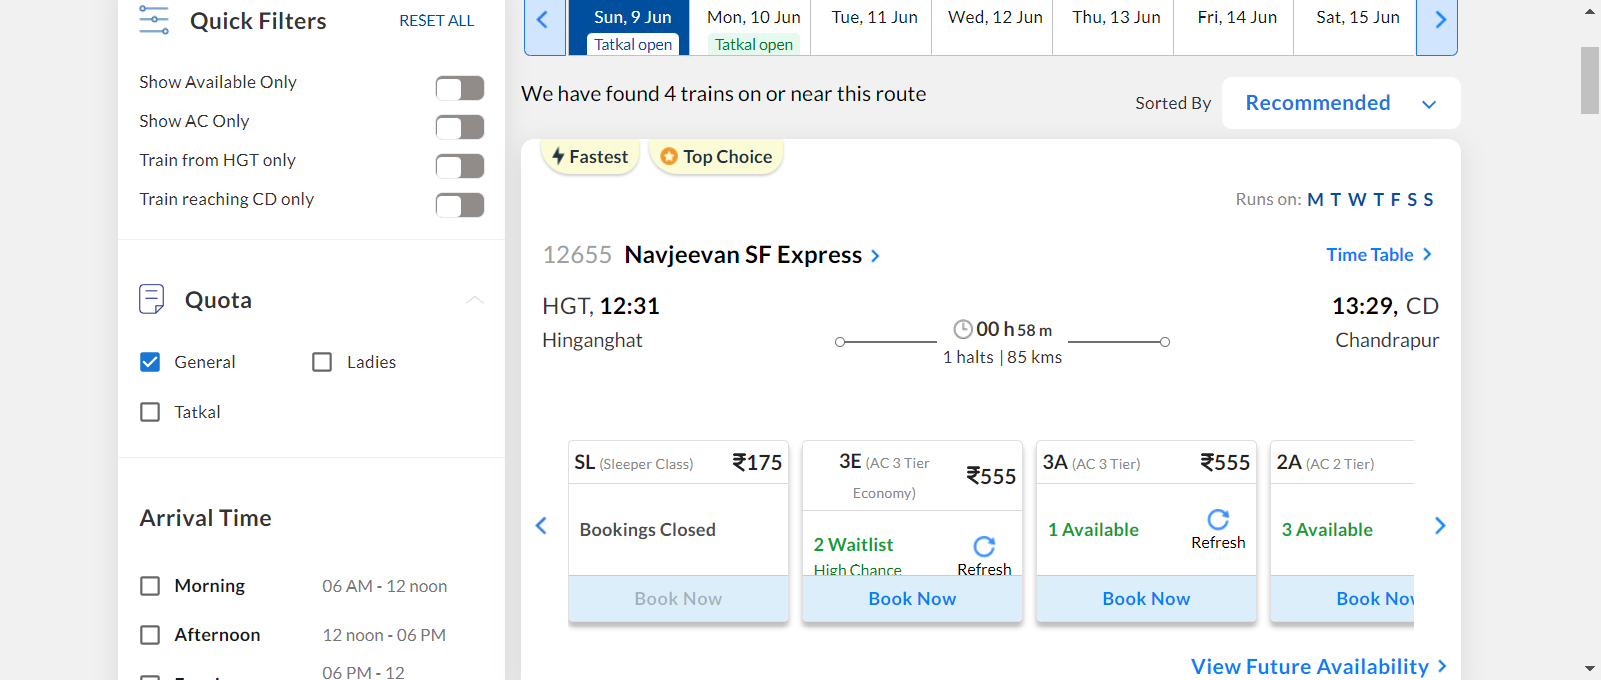 Quick Filters
RESET ALL
Show Available Only
Show AC Only
Train from HGT only
Train reaching CD only
Quota
General
Ladies
Tatkal
Arrival Time
Morning 06 AM - 12 noon
Afternoon 12 noon - 06 PM
06 PM - 12
Sun, 9 Jun
Tatkal open
Mon, 10 Jun
Tatkal open
Tue, 11 Jun
Wed, 12 Jun
Thu, 13 Jun
Fri, 14 Jun
Sat, 15 Jun
We have found 4 trains on or near this route
Sorted By Recommended
Fastest
Top Choice
Runs on: M T W T F S S
12655 Navjeevan SF Express
Time Table
HGT, 12:31
Hinganghat
00 h 58 m
1 halts | 85 kms
13:29, CD
Chandrapur
SL (Sleeper Class) ₹175
Bookings Closed
Book Now
3E (AC 3 Tier Economy) ₹555
2 Waitlist
High Chance
Refresh
Book Now
3A (AC 3 Tier) ₹555
1 Available
Refresh
Book Now
2A (AC 2 Tier)
3 Available
Book Now
View Future Availability